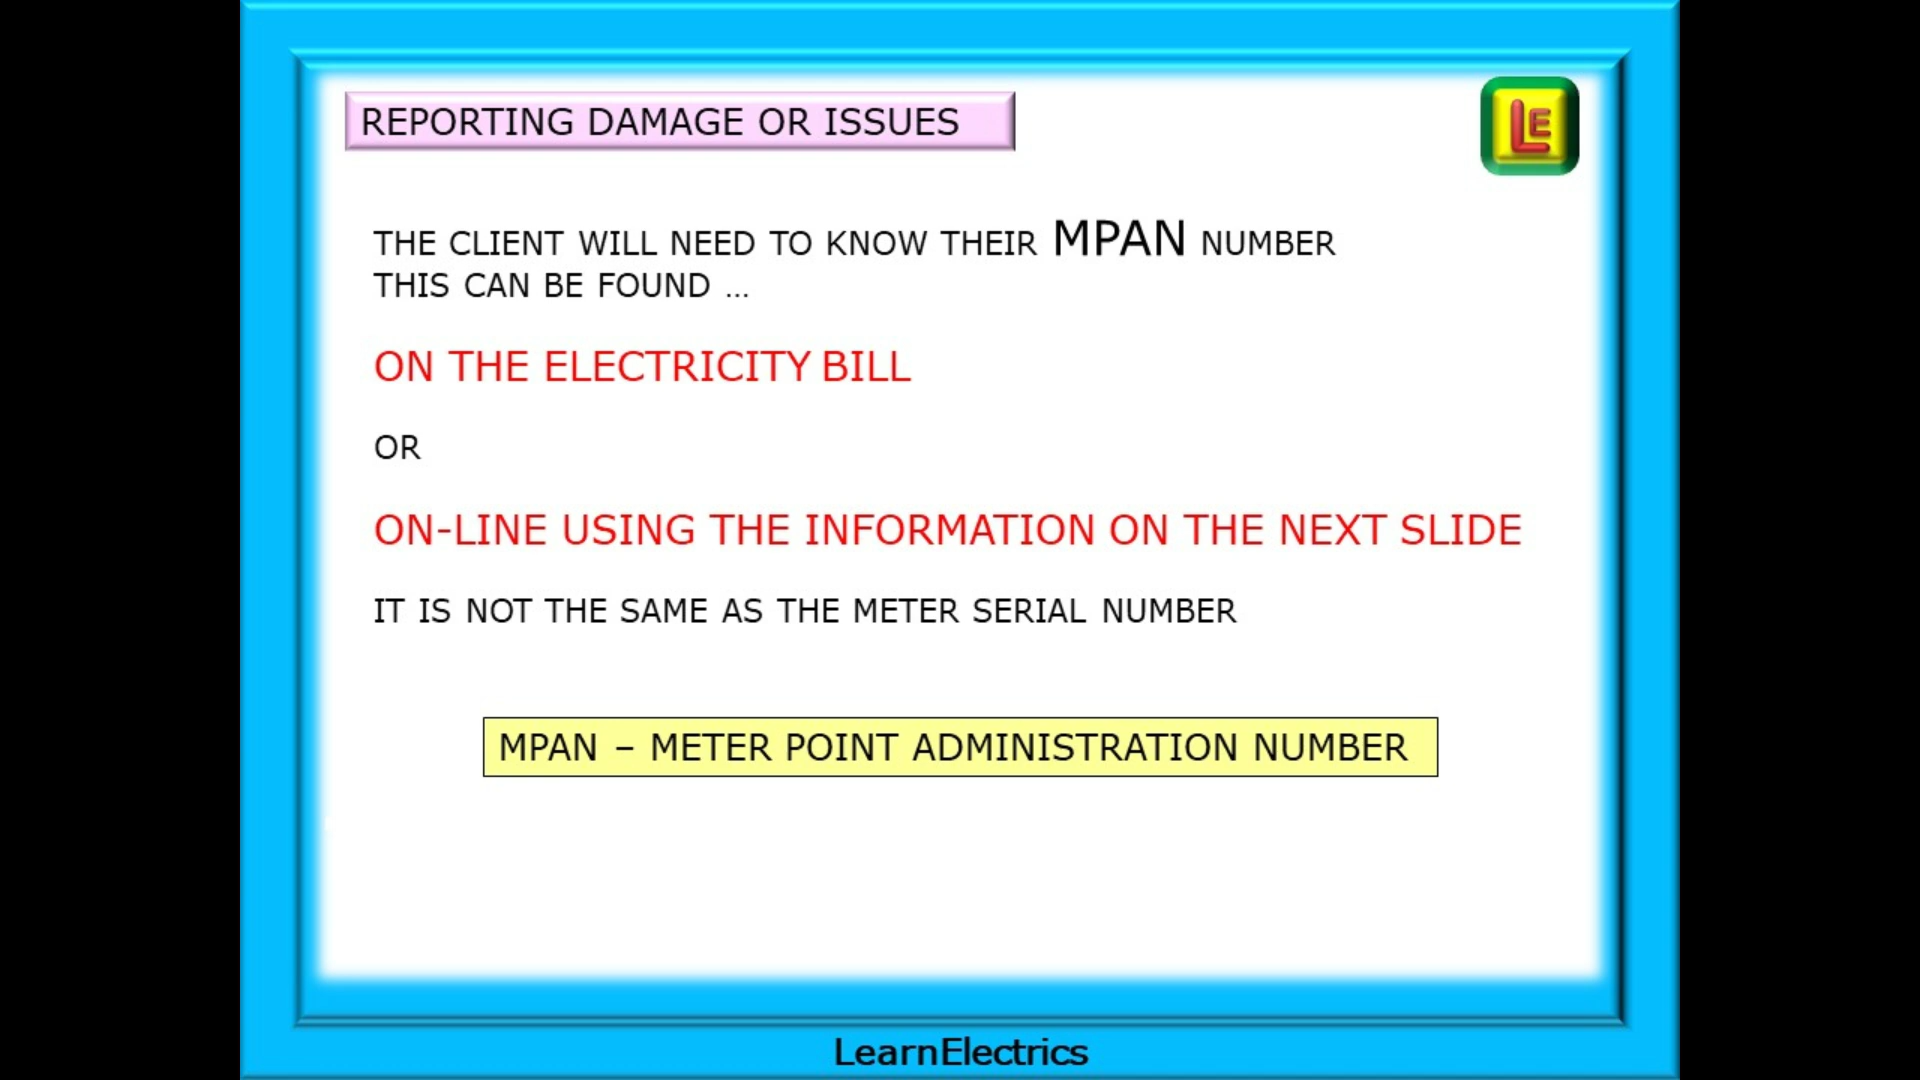 REPORTING DAMAGE OR ISSUES
LE
THE CLIENT WILL NEED TO KNOW THEIR MPAN NUMBER
THIS CAN BE FOUND ...
ON THE ELECTRICITY BILL
OR
ON-LINE USING THE INFORMATION ON THE NEXT SLIDE
IT IS NOT THE SAME AS THE METER SERIAL NUMBER
MPAN – METER POINT ADMINISTRATION NUMBER
LearnElectrics